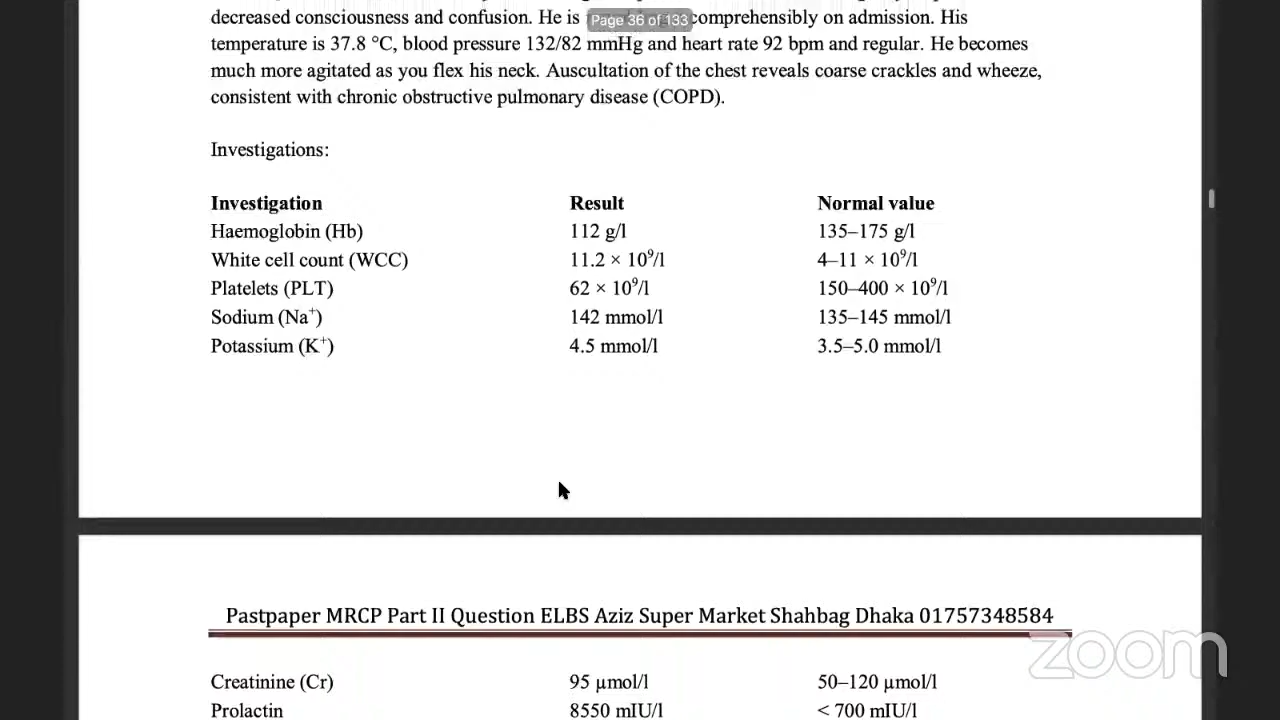 decreased consciousness and confusion. He is comprehensibly on admission. His
Page 36 of 133
temperature is 37.8 °C, blood pressure 132/82 mmHg and heart rate 92 bpm and regular. He becomes
much more agitated as you flex his neck. Auscultation of the chest reveals coarse crackles and wheeze,
consistent with chronic obstructive pulmonary disease (COPD).
Investigations:
Investigation Result Normal value
Haemoglobin (Hb) 112 g/l 135–175 g/l
White cell count (WCC) 11.2 × 10⁹/l 4–11 × 10⁹/l
Platelets (PLT) 62 × 10⁹/l 150–400 × 10⁹/l
Sodium (Na⁺) 142 mmol/l 135–145 mmol/l
Potassium (K⁺) 4.5 mmol/l 3.5–5.0 mmol/l
Pastpaper MRCP Part II Question ELBS Aziz Super Market Shahbag Dhaka 01757348584
zoom
Creatinine (Cr) 95 µmol/l 50–120 µmol/l
Prolactin 8550 mIU/l < 700 mIU/l